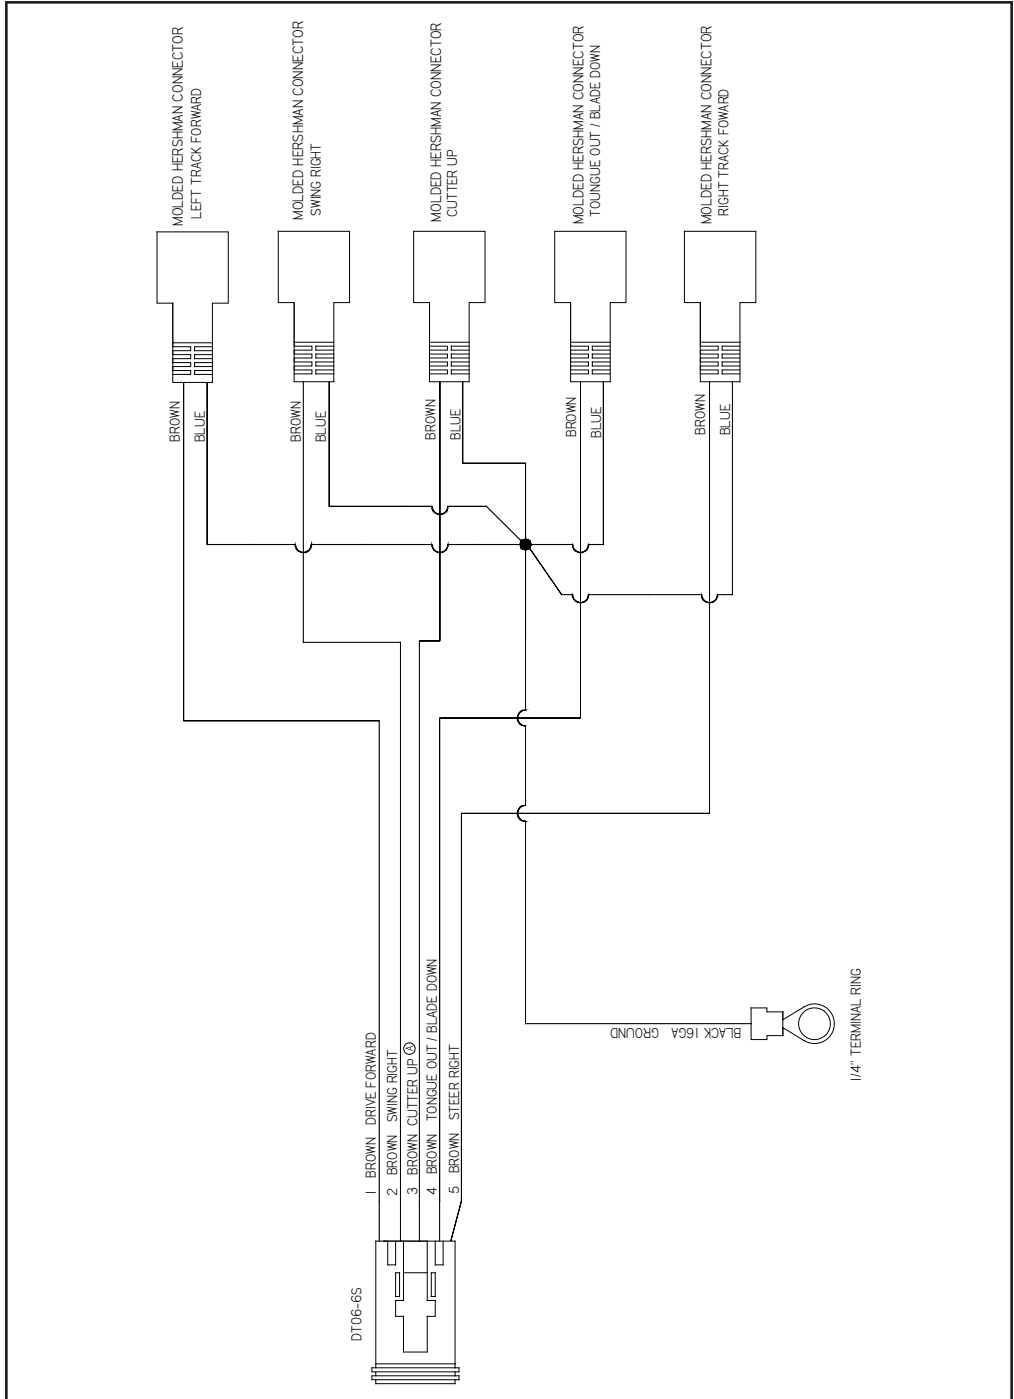 MOLDED HERSHMAN CONNECTOR
LEFT TRACK FORWARD
MOLDED HERSHMAN CONNECTOR
SWING RIGHT
MOLDED HERSHMAN CONNECTOR
CUTTER UP
MOLDED HERSHMAN CONNECTOR
TOUNGUE OUT / BLADE DOWN
MOLDED HERSHMAN CONNECTOR
RIGHT TRACK FOWARD
BROWN
BLUE
BROWN
BLUE
BROWN
BLUE
BROWN
BLUE
BROWN
BLUE
1 BROWN DRIVE FORWARD
2 BROWN SWING RIGHT
3 BROWN CUTTER UP Ⓐ
4 BROWN TONGUE OUT / BLADE DOWN
5 BROWN STEER RIGHT
DT06-6S
BLACK 16GA GROUND
1/4" TERMINAL RING